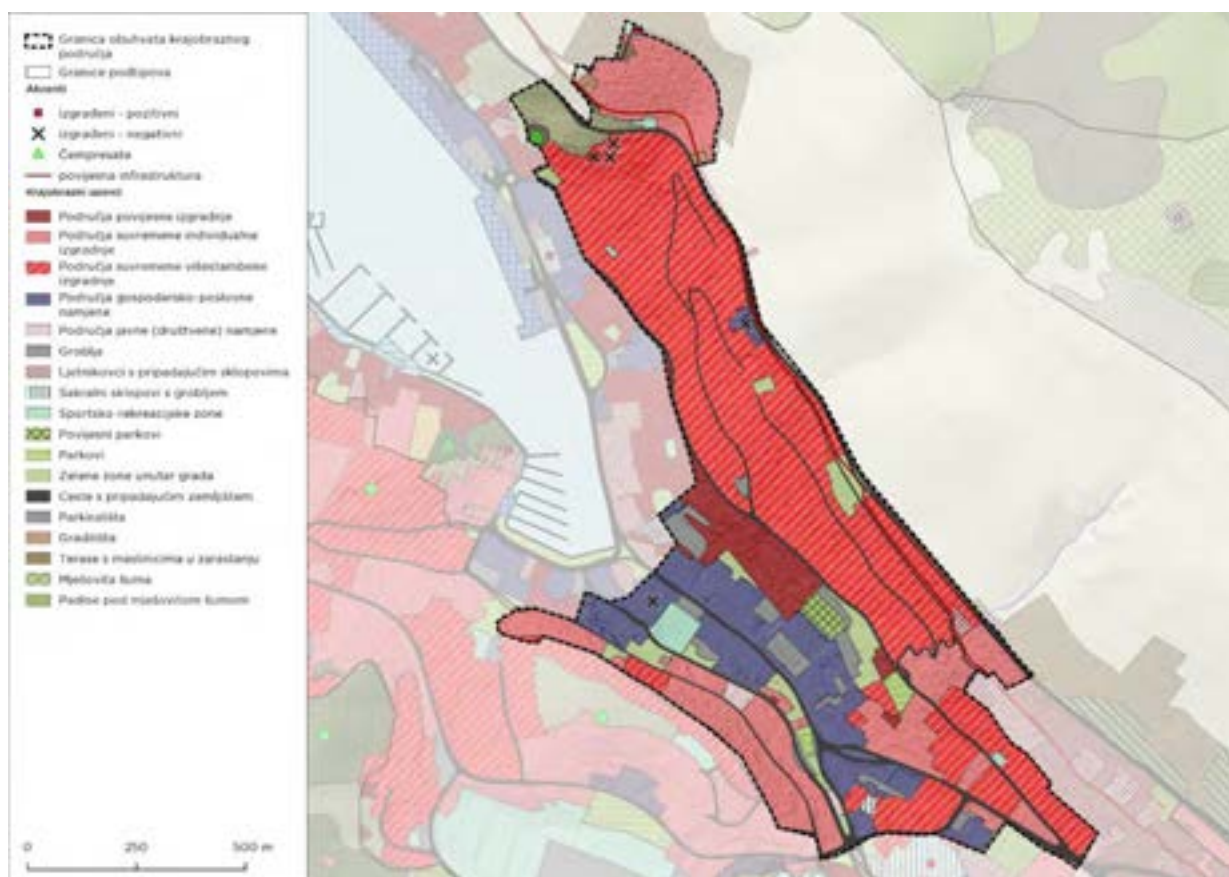 Granica obuhvata krajobraznog
područja
Granice podtipova
Akcenti
izgrađeni - pozitivni
izgrađeni - negativni
Čempresata
povijesna infrastruktura
Krajobrazni uzorci
Područja povijesne izgradnje
Područja suvremene individualne
izgradnje
Područja suvremene višestambene
izgradnje
Područja gospodarsko-poslovne
namjene
Područja javne (društvene) namjene
Groblja
Ljetnikovci s pripadajućim sklopovima
Sakralni sklopovi s grobljem
Sportsko-rekreacijske zone
Povijesni parkovi
Parkovi
Zelene zone unutar grada
Ceste s pripadajućim zemljištem
Parkirališta
Gradilišta
Terase s maslinicima u zarastanju
Mješovita šuma
Padine pod mješovitom šumom
0 250 500 m